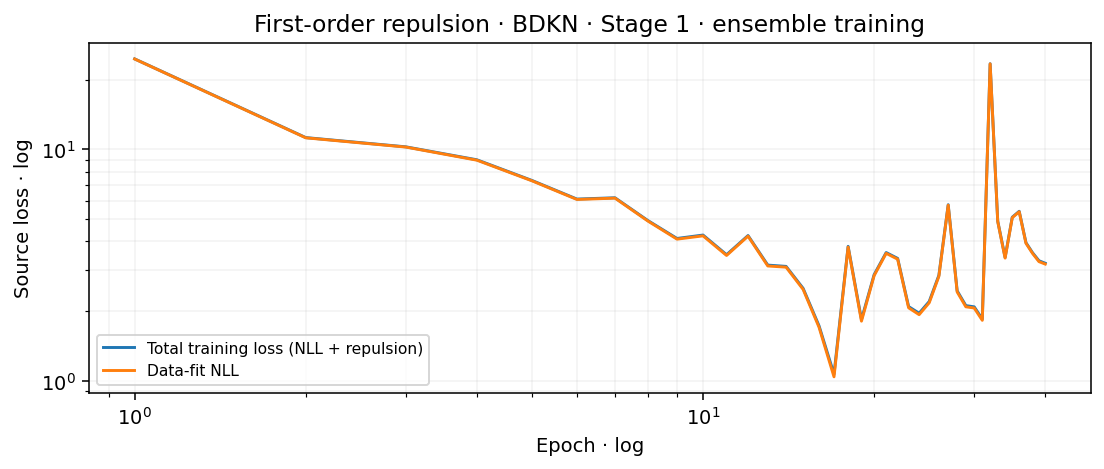 First-order repulsion · BDKN · Stage 1 · ensemble training
Source loss · log
10¹
10⁰
Total training loss (NLL + repulsion)
Data-fit NLL
10⁰
10¹
Epoch · log